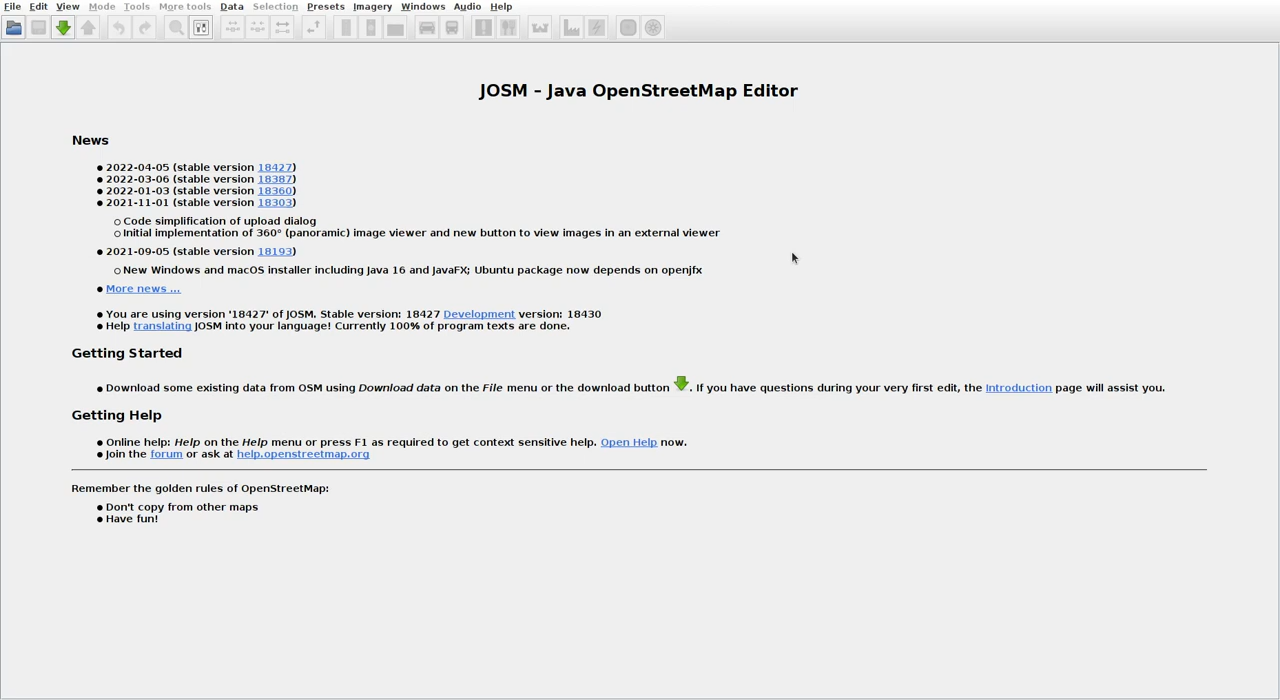 File Edit View Mode Tools More tools Data Selection Presets Imagery Windows Audio Help
JOSM – Java OpenStreetMap Editor
News
2022-04-05 (stable version 18427)
2022-03-06 (stable version 18387)
2022-01-03 (stable version 18360)
2021-11-01 (stable version 18303)
Code simplification of upload dialog
Initial implementation of 360° (panoramic) image viewer and new button to view images in an external viewer
2021-09-05 (stable version 18193)
New Windows and macOS installer including Java 16 and JavaFX; Ubuntu package now depends on openjfx
More news ...
You are using version '18427' of JOSM. Stable version: 18427 Development version: 18430
Help translating JOSM into your language! Currently 100% of program texts are done.
Getting Started
Download some existing data from OSM using Download data on the File menu or the download button . If you have questions during your very first edit, the Introduction page will assist you.
Getting Help
Online help: Help on the Help menu or press F1 as required to get context sensitive help. Open Help now.
Join the forum or ask at help.openstreetmap.org
Remember the golden rules of OpenStreetMap:
Don't copy from other maps
Have fun!